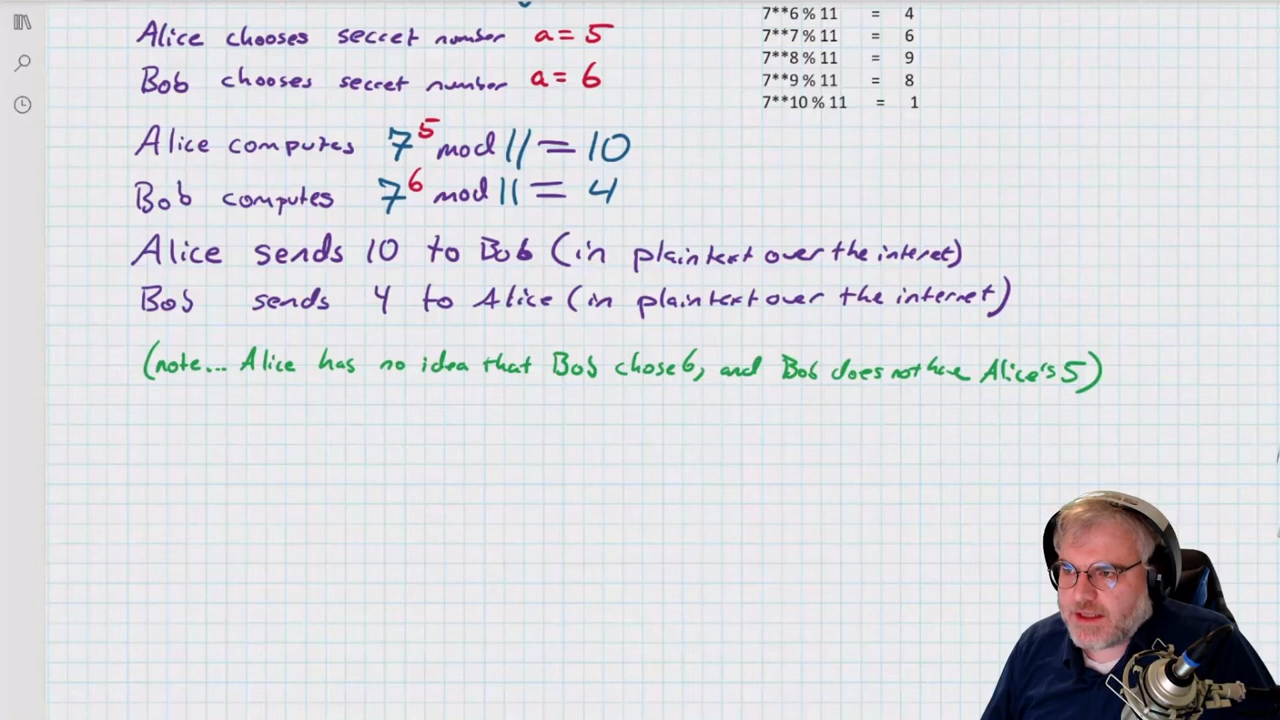 Alice chooses secret number a = 5
Bob chooses secret number a = 6
Alice computes 7^5 mod 11 = 10
Bob computes 7^6 mod 11 = 4
Alice sends 10 to Bob (in plaintext over the interet)
Bob sends 4 to Alice (in plaintext over the internet)
(note... Alice has no idea that Bob chose 6, and Bob does not have Alice's 5)
7**6 % 11 = 4
7**7 % 11 = 6
7**8 % 11 = 9
7**9 % 11 = 8
7**10 % 11 = 1